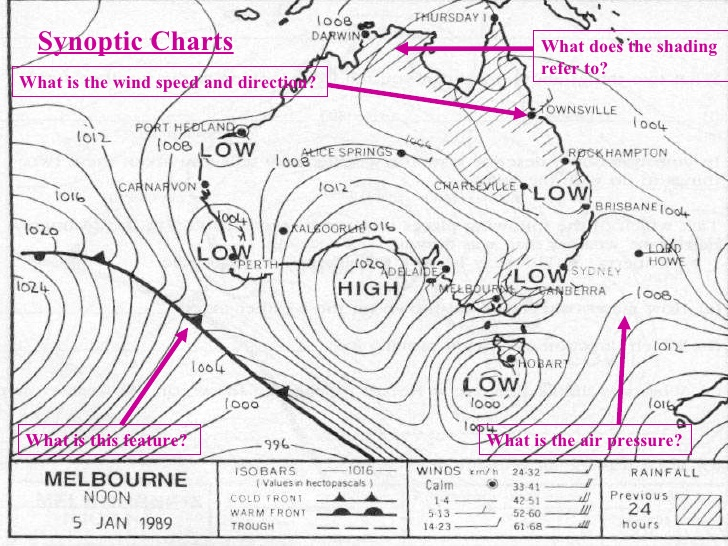 Synoptic Charts
1008
THURSDAY I
DARWIN
What does the shading
refer to?
What is the wind speed and direction?
TOWNSVILLE
1004
1012
PORT HEDLAND
1008
LOW
ALICE SPRINGS
1008
ROCKHAMPTON
CARNARVON
1012
CHARLEVILLE
LOW
1016
BRISBANE
1004
1004
KALGOORLIE
1016
1020
LOW
PERTH
1020
ADELAIDE
LORD
HOWE
1024
HIGH
LOW
SYDNEY
MELBOURNE
CANBERRA
1008
1012
HOBART
1004
LOW
1000
1000
1016
1004
What is this feature?
What is the air pressure?
996
MELBOURNE
NOON
5 JAN 1989
ISOBARS 1016
(Values in hectopascals)
COLD FRONT
WARM FRONT
TROUGH
WINDS km/h
Calm
1-4
5-13
14-23
24-32
33-41
42-51
52-60
61-68
RAINFALL
Previous
24
hours